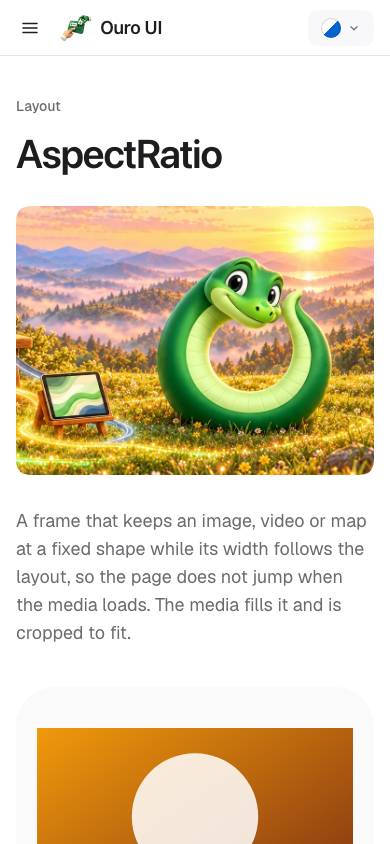 Ouro UI
Layout
AspectRatio
A frame that keeps an image, video or map
at a fixed shape while its width follows the
layout, so the page does not jump when
the media loads. The media fills it and is
cropped to fit.